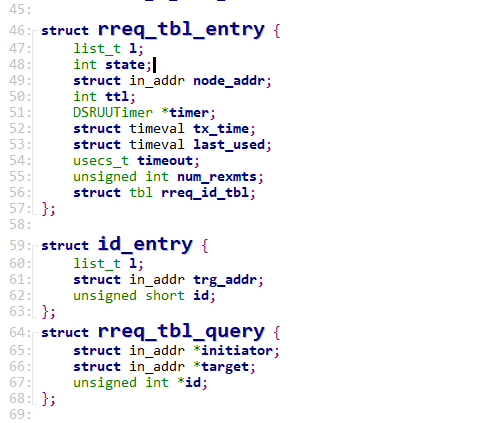 45:
46: struct rreq_tbl_entry {
47: list_t l;
48: int state;
49: struct in_addr node_addr;
50: int ttl;
51: DSRUUTimer *timer;
52: struct timeval tx_time;
53: struct timeval last_used;
54: usecs_t timeout;
55: unsigned int num_rexmts;
56: struct tbl rreq_id_tbl;
57: };
58:
59: struct id_entry {
60: list_t l;
61: struct in_addr trg_addr;
62: unsigned short id;
63: };
64: struct rreq_tbl_query {
65: struct in_addr *initiator;
66: struct in_addr *target;
67: unsigned int *id;
68: };
69: